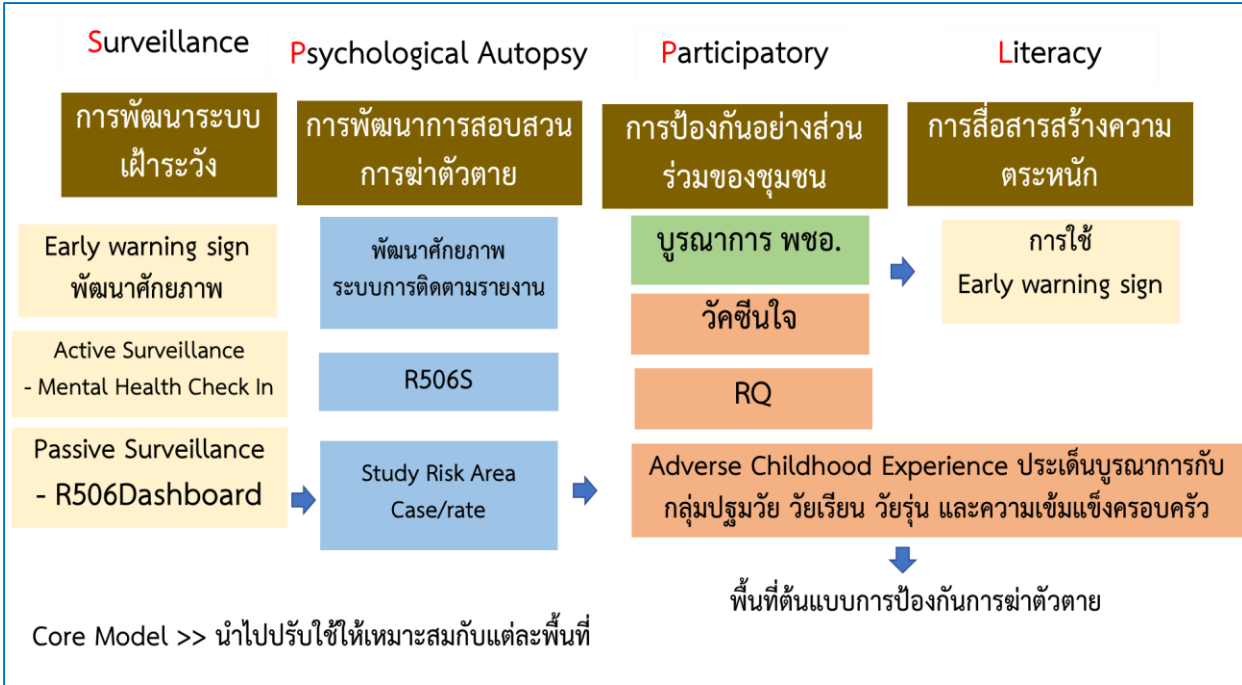 Surveillance
Psychological Autopsy
Participatory
Literacy
การพัฒนาระบบ
เฝ้าระวัง
การพัฒนาการสอบสวน
การฆ่าตัวตาย
การป้องกันอย่างส่วน
ร่วมของชุมชน
การสื่อสารสร้างความ
ตระหนัก
Early warning sign
พัฒนาศักยภาพ
พัฒนาศักยภาพ
ระบบการติดตามรายงาน
บูรณาการ พชอ.
การใช้
Early warning sign
วัคซีนใจ
Active Surveillance
- Mental Health Check In
R506S
RQ
Passive Surveillance
- R506Dashboard
Study Risk Area
Case/rate
Adverse Childhood Experience ประเด็นบูรณาการกับ
กลุ่มปฐมวัย วัยเรียน วัยรุ่น และความเข้มแข็งครอบครัว
พื้นที่ต้นแบบการป้องกันการฆ่าตัวตาย
Core Model >> นำไปปรับใช้ให้เหมาะสมกับแต่ละพื้นที่